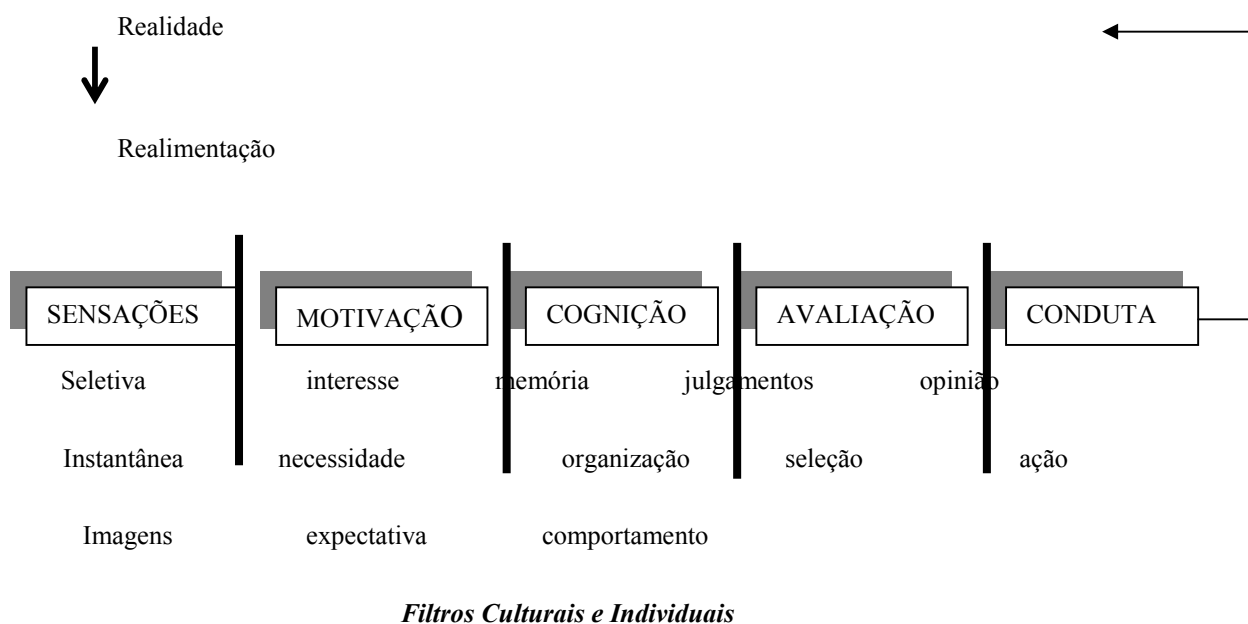 Realidade
Realimentação
SENSAÇÕES MOTIVAÇÃO COGNIÇÃO AVALIAÇÃO CONDUTA
Seletiva interesse memória julgamentos opinião
Instantânea necessidade organização seleção ação
Imagens expectativa comportamento
Filtros Culturais e Individuais